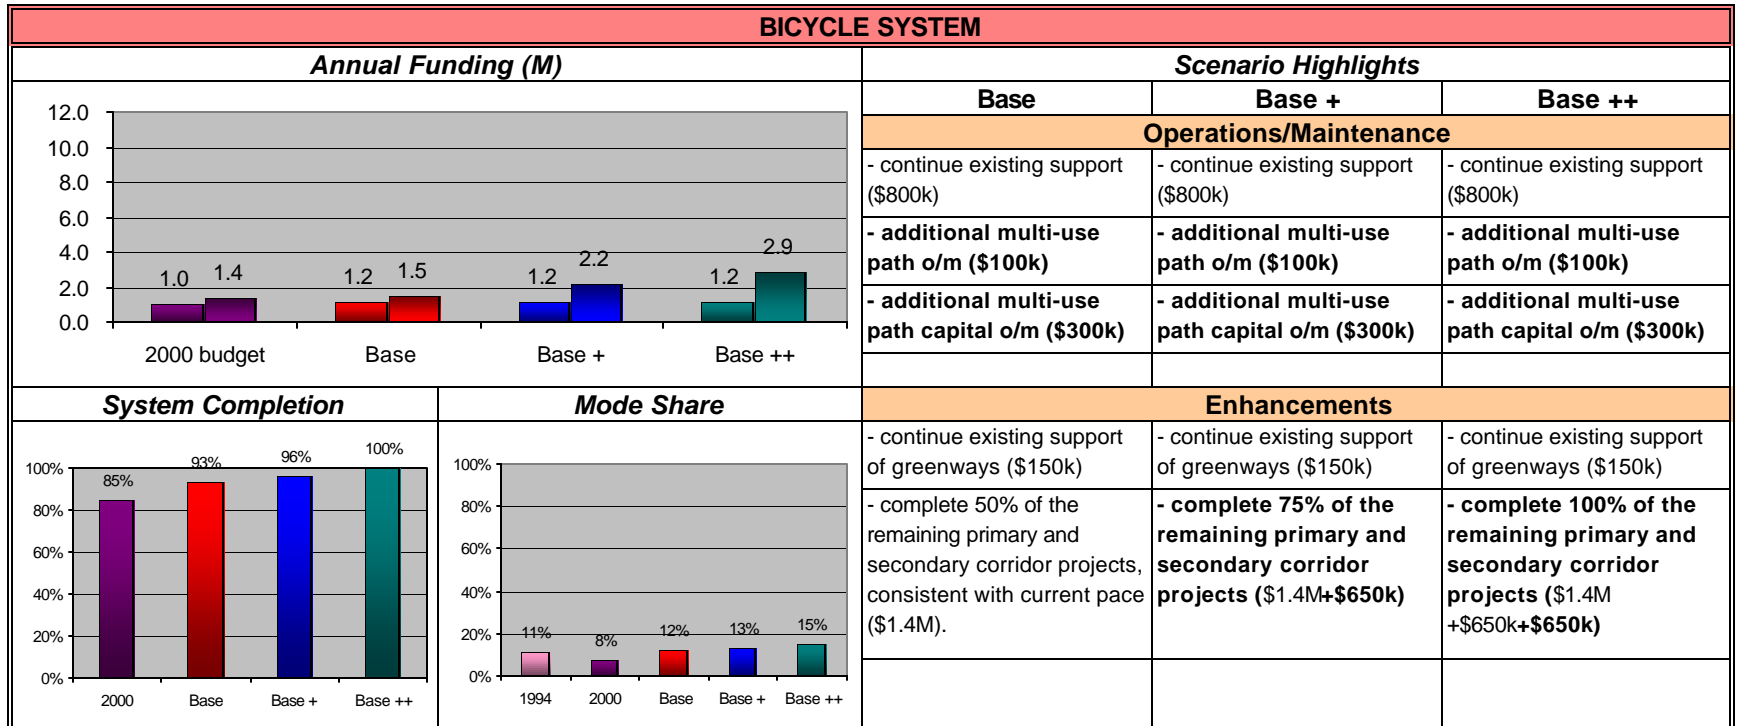 BICYCLE SYSTEM
Annual Funding (M)
12.0
10.0
8.0
6.0
4.0
2.0
0.0
1.0
1.4
1.2
1.5
1.2
2.2
1.2
2.9
2000 budget
Base
Base +
Base ++
Scenario Highlights
Base
Base +
Base ++
Operations/Maintenance
- continue existing support
($800k)
- continue existing support
($800k)
- continue existing support
($800k)
- additional multi-use
path o/m ($100k)
- additional multi-use
path o/m ($100k)
- additional multi-use
path o/m ($100k)
- additional multi-use
path capital o/m ($300k)
- additional multi-use
path capital o/m ($300k)
- additional multi-use
path capital o/m ($300k)
System Completion
100%
80%
60%
40%
20%
0%
85%
93%
96%
100%
2000
Base
Base +
Base ++
Mode Share
100%
80%
60%
40%
20%
0%
11%
8%
12%
13%
15%
1994
2000
Base
Base +
Base ++
Enhancements
- continue existing support
of greenways ($150k)
- continue existing support
of greenways ($150k)
- continue existing support
of greenways ($150k)
- complete 50% of the
remaining primary and
secondary corridor projects,
consistent with current pace
($1.4M).
- complete 75% of the
remaining primary and
secondary corridor
projects ($1.4M+$650k)
- complete 100% of the
remaining primary and
secondary corridor
projects ($1.4M
+$650k+$650k)